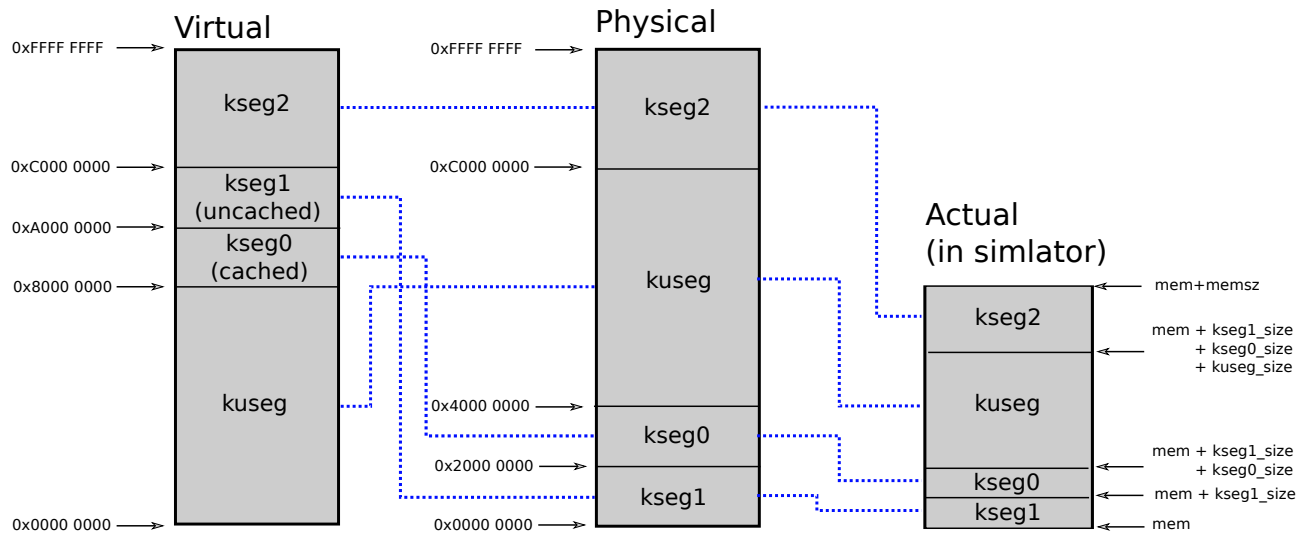 Virtual
0xFFFF FFFF
kseg2
0xC000 0000
kseg1
(uncached)
0xA000 0000
kseg0
(cached)
0x8000 0000
kuseg
0x0000 0000
Physical
0xFFFF FFFF
kseg2
0xC000 0000
kuseg
0x4000 0000
kseg0
0x2000 0000
kseg1
0x0000 0000
Actual
(in simlator)
mem+memsz
kseg2
mem + kseg1_size
+ kseg0_size
+ kuseg_size
kuseg
mem + kseg1_size
+ kseg0_size
kseg0
mem + kseg1_size
kseg1
mem